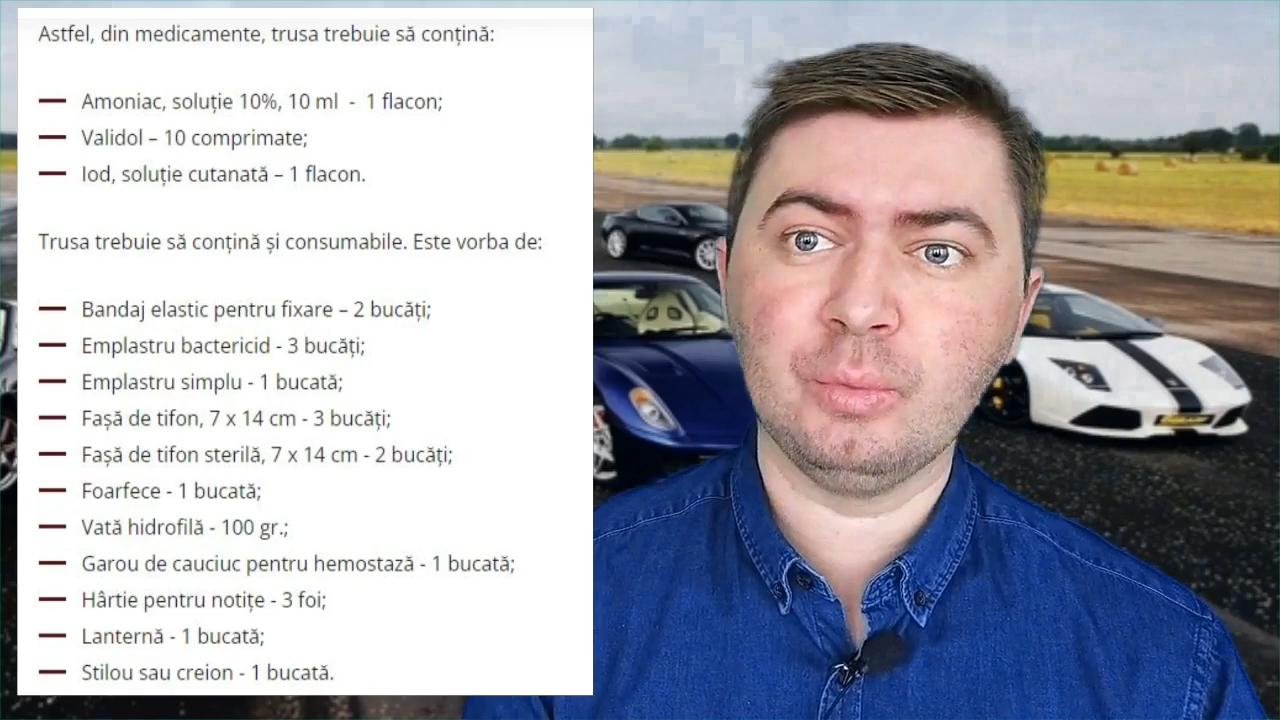 Astfel, din medicamente, trusa trebuie să conțină:
Amoniac, soluție 10%, 10 ml - 1 flacon;
Validol – 10 comprimate;
Iod, soluție cutanată – 1 flacon.
Trusa trebuie să conțină și consumabile. Este vorba de:
Bandaj elastic pentru fixare – 2 bucăți;
Emplastru bactericid - 3 bucăți;
Emplastru simplu - 1 bucată;
Fașă de tifon, 7 x 14 cm - 3 bucăți;
Fașă de tifon sterilă, 7 x 14 cm - 2 bucăți;
Foarfece - 1 bucată;
Vată hidrofilă - 100 gr.;
Garou de cauciuc pentru hemostază - 1 bucată;
Hârtie pentru notițe - 3 foi;
Lanternă - 1 bucată;
Stilou sau creion - 1 bucată.